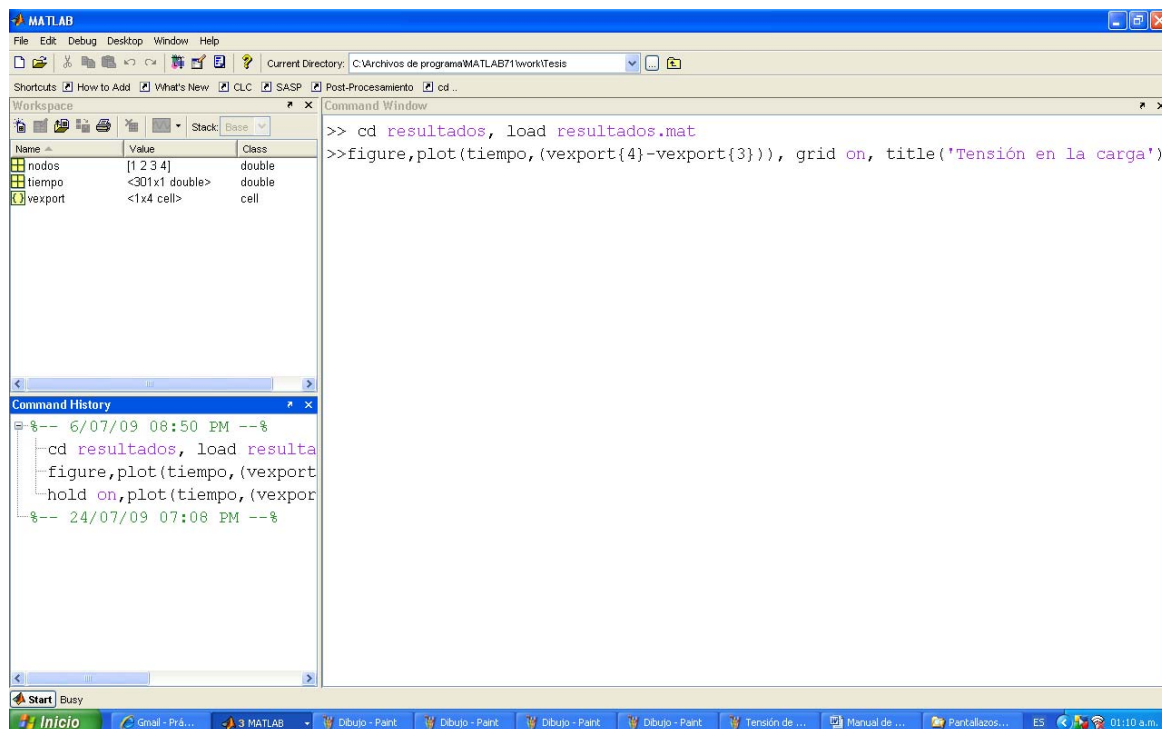 MATLAB
File Edit Debug Desktop Window Help
Current Directory: C:\Archivos de programa\MATLAB71\work\Tesis
Shortcuts How to Add What's New CLC SASP Post-Procesamiento cd ..
Workspace
Stack: Base
Name Value Class
nodos [1 2 3 4] double
tiempo <301x1 double> double
vexport <1x4 cell> cell
Command History
%-- 6/07/09 08:50 PM --%
cd resultados, load resulta
figure,plot(tiempo,(vexport
hold on,plot(tiempo,(vexpor
%-- 24/07/09 07:08 PM --%
Command Window
>> cd resultados, load resultados.mat
>>figure,plot(tiempo,(vexport{4}-vexport{3})), grid on, title('Tensión en la carga')
Start Busy
Inicio Gmail - Prá... 3 MATLAB Dibujo - Paint Dibujo - Paint Dibujo - Paint Dibujo - Paint Tensión de ... Manual de ... Pantallazos... ES 01:10 a.m.